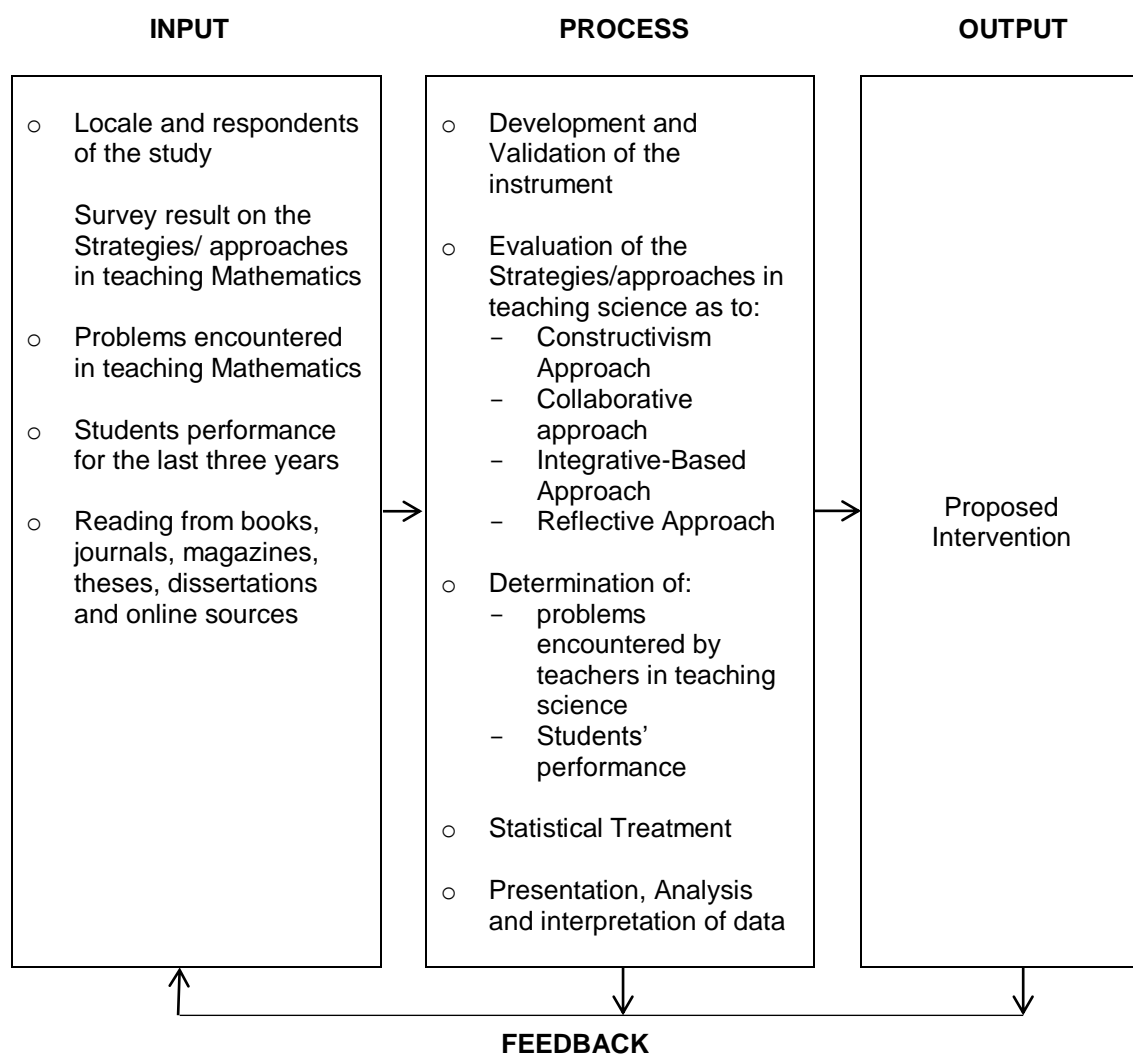 INPUT
PROCESS
OUTPUT
o Locale and respondents
of the study
Survey result on the
Strategies/ approaches
in teaching Mathematics
o Problems encountered
in teaching Mathematics
o Students performance
for the last three years
o Reading from books,
journals, magazines,
theses, dissertations
and online sources
o Development and
Validation of the
instrument
o Evaluation of the
Strategies/approaches in
teaching science as to:
- Constructivism
Approach
- Collaborative
approach
- Integrative-Based
Approach
- Reflective Approach
o Determination of:
- problems
encountered by
teachers in teaching
science
- Students’
performance
o Statistical Treatment
o Presentation, Analysis
and interpretation of data
Proposed
Intervention
FEEDBACK